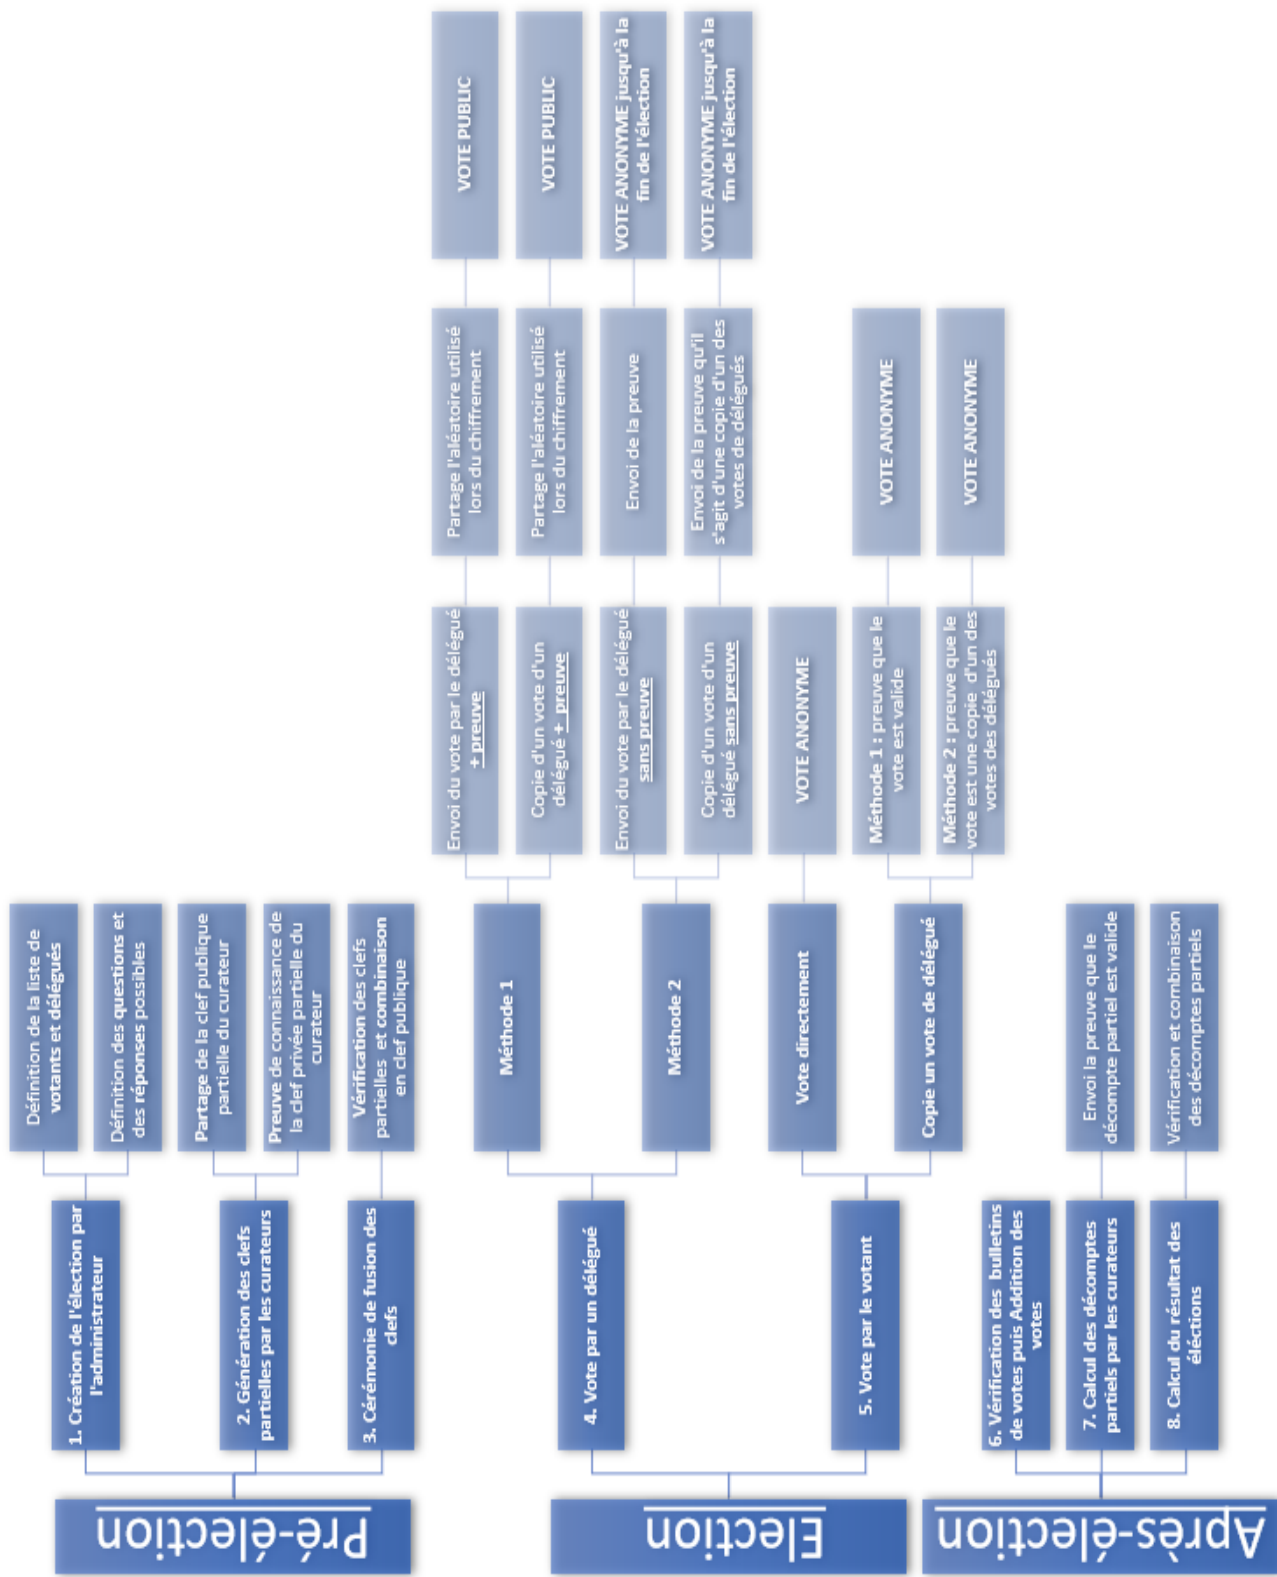 Pré-élection
1. Création de l'élection par
l'administrateur
Définition de la liste de
votants et délégués
Définition des questions et
des réponses possibles
2. Génération des clefs
partielles par les curateurs
Partage de la clef publique
partielle du curateur
Preuve de connaissance de
la clef privée partielle du
curateur
3. Cérémonie de fusion des
clefs
Vérification des clefs
partielles et combinaison
en clef publique
Election
4. Vote par un délégué
Méthode 1
Envoi du vote par le délégué
+ preuve
Partage l'aléatoire utilisé
lors du chiffrement
VOTE PUBLIC
Copie d'un vote d'un
délégué + preuve
Partage l'aléatoire utilisé
lors du chiffrement
VOTE PUBLIC
Méthode 2
Envoi du vote par le délégué
sans preuve
Envoi de la preuve
VOTE ANONYME jusqu'à la
fin de l'élection
Copie d'un vote d'un
délégué sans preuve
Envoi de la preuve qu'il
s'agit d'une copie d'un des
votes de délégués
VOTE ANONYME jusqu'à la
fin de l'élection
5. Vote par le votant
Vote directement
VOTE ANONYME
Copie un vote de délégué
Méthode 1 : preuve que le
vote est valide
VOTE ANONYME
Méthode 2 : preuve que le
vote est une copie d'un des
votes des délégués
VOTE ANONYME
Après-élection
6. Vérification des bulletins
de votes puis Addition des
votes
7. Calcul des décomptes
partiels par les curateurs
Envoi la preuve que le
décompte partiel est valide
8. Calcul du résultat des
éléctions
Vérification et combinaison
des décomptes partiels